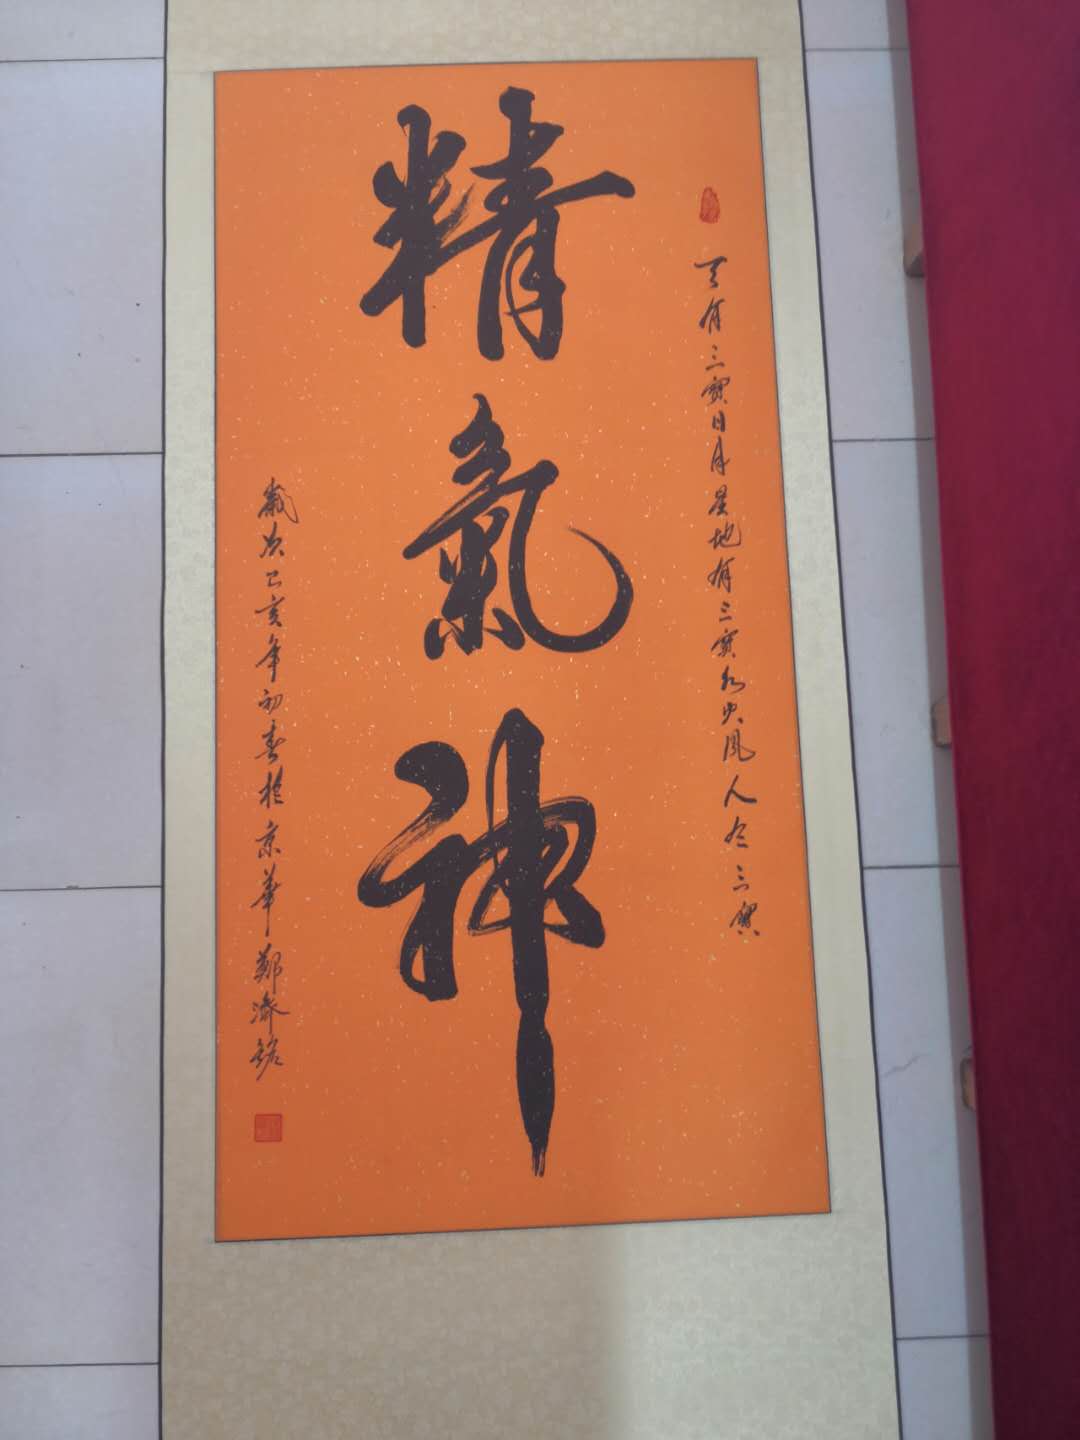 天有三寶日月星地有三寶水火風人有三寶
精氣神
歲次己亥年初春於京華鄭濟銘